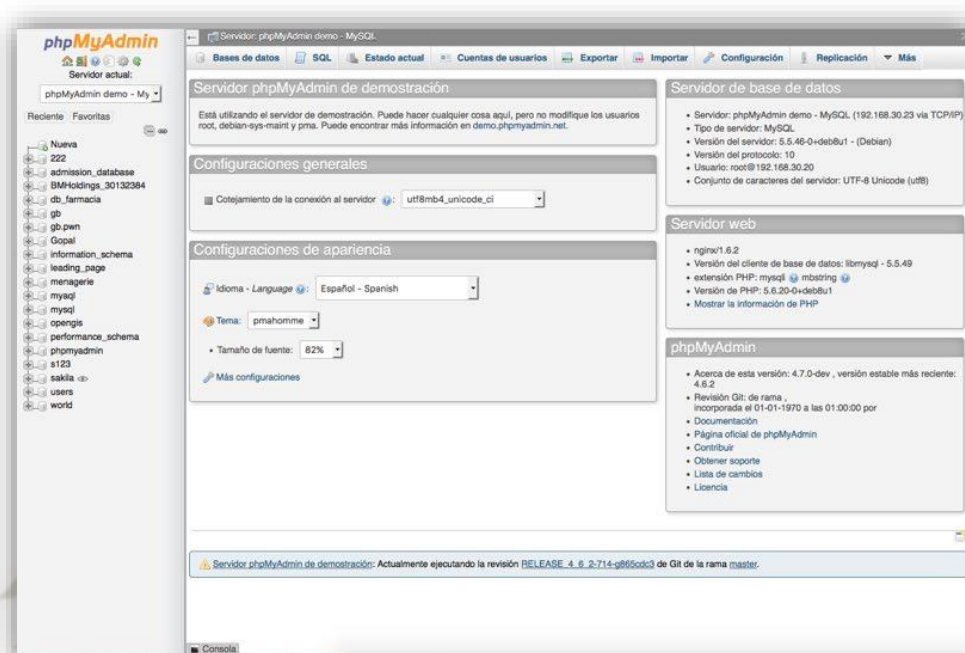 phpMyAdmin
Servidor actual:
phpMyAdmin demo - My
Reciente Favoritas
Nueva
222
admission_database
BMHoldings_30132384
db_farmacia
gb
gb.pwn
Gopal
information_schema
leading_page
menagerie
myaql
mysql
opengis
performance_schema
phpmyadmin
s123
sakila
users
world
Servidor: phpMyAdmin demo - MySQL
Bases de datos SQL Estado actual Cuentas de usuarios Exportar Importar Configuración Replicación Más
Servidor phpMyAdmin de demostración
Está utilizando el servidor de demostración. Puede hacer cualquier cosa aquí, pero no modifique los usuarios
root, debian-sys-maint y pma. Puede encontrar más información en demo.phpmyadmin.net.
Configuraciones generales
Cotejamiento de la conexión al servidor : utf8mb4_unicode_ci
Configuraciones de apariencia
Idioma - Language : Español - Spanish
Tema: pmahomme
• Tamaño de fuente: 82%
Más configuraciones
Servidor de base de datos
• Servidor: phpMyAdmin demo - MySQL (192.168.30.23 via TCP/IP)
• Tipo de servidor: MySQL
• Versión del servidor: 5.5.46-0+deb8u1 - (Debian)
• Versión del protocolo: 10
• Usuario: root@192.168.30.20
• Conjunto de caracteres del servidor: UTF-8 Unicode (utf8)
Servidor web
• nginx/1.6.2
• Versión del cliente de base de datos: libmysql - 5.5.49
• extensión PHP: mysqli mbstring
• Versión de PHP: 5.6.20-0+deb8u1
• Mostrar la información de PHP
phpMyAdmin
• Acerca de esta versión: 4.7.0-dev , versión estable más reciente:
4.6.2
• Revisión Git: de rama ,
incorporada el 01-01-1970 a las 01:00:00 por
• Documentación
• Página oficial de phpMyAdmin
• Contribuir
• Obtener soporte
• Lista de cambios
• Licencia
Servidor phpMyAdmin de demostración: Actualmente ejecutando la revisión RELEASE_4_6_2-714-g865cdc3 de Git de la rama master.
Consola